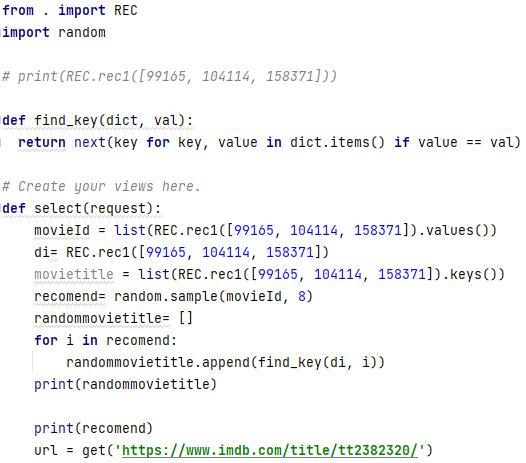 from . import REC
import random
# print(REC.rec1([99165, 104114, 158371]))
def find_key(dict, val):
  return next(key for key, value in dict.items() if value == val)
# Create your views here.
def select(request):
    movieId = list(REC.rec1([99165, 104114, 158371]).values())
    di= REC.rec1([99165, 104114, 158371])
    movietitle = list(REC.rec1([99165, 104114, 158371]).keys())
    recomend= random.sample(movieId, 8)
    randommovietitle= []
    for i in recomend:
        randommovietitle.append(find_key(di, i))
    print(randommovietitle)
    print(recomend)
    url = get('https://www.imdb.com/title/tt2382320/')